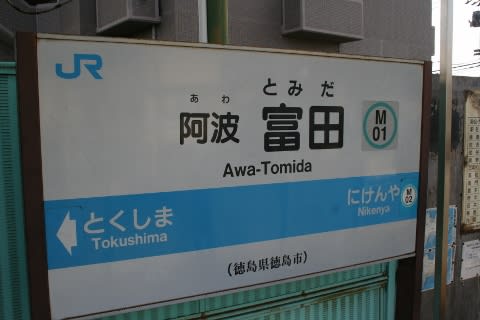 JR
とみだ
あわ
阿波 富田
M
01
Awa-Tomida
とくしま
Tokushima
にけんや
Nikenya
M
02
(徳島県徳島市)